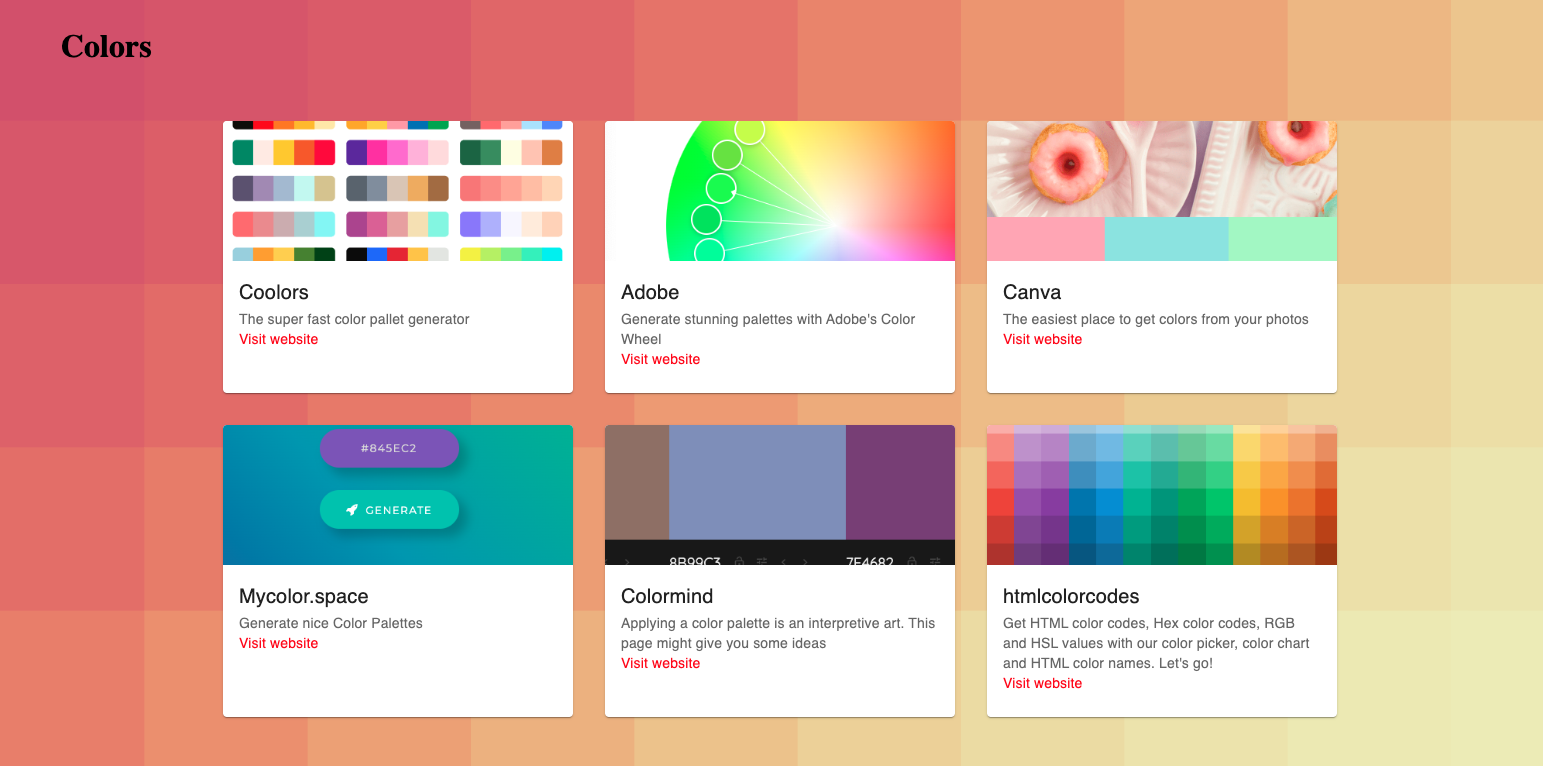 Colors
Coolors
The super fast color pallet generator
Visit website
Adobe
Generate stunning palettes with Adobe's Color
Wheel
Visit website
Canva
The easiest place to get colors from your photos
Visit website
#845EC2
GENERATE
Mycolor.space
Generate nice Color Palettes
Visit website
8B99C3
7F4682
Colormind
Applying a color palette is an interpretive art. This
page might give you some ideas
Visit website
htmlcolorcodes
Get HTML color codes, Hex color codes, RGB
and HSL values with our color picker, color chart
and HTML color names. Let's go!
Visit website